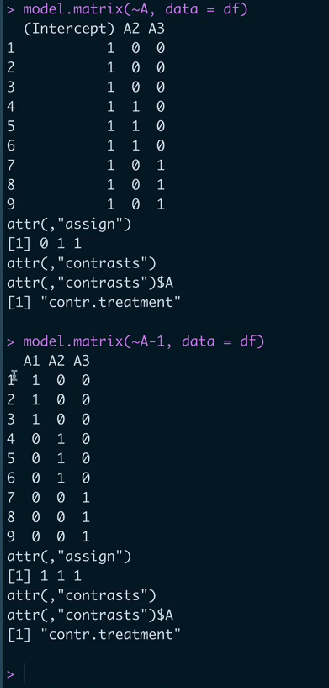 > model.matrix(~A, data = df)
  (Intercept) A2 A3
1           1  0  0
2           1  0  0
3           1  0  0
4           1  1  0
5           1  1  0
6           1  1  0
7           1  0  1
8           1  0  1
9           1  0  1
attr(,"assign")
[1] 0 1 1
attr(,"contrasts")
attr(,"contrasts")$A
[1] "contr.treatment"

> model.matrix(~A-1, data = df)
  A1 A2 A3
1  1  0  0
2  1  0  0
3  1  0  0
4  0  1  0
5  0  1  0
6  0  1  0
7  0  0  1
8  0  0  1
9  0  0  1
attr(,"assign")
[1] 1 1 1
attr(,"contrasts")
attr(,"contrasts")$A
[1] "contr.treatment"

>